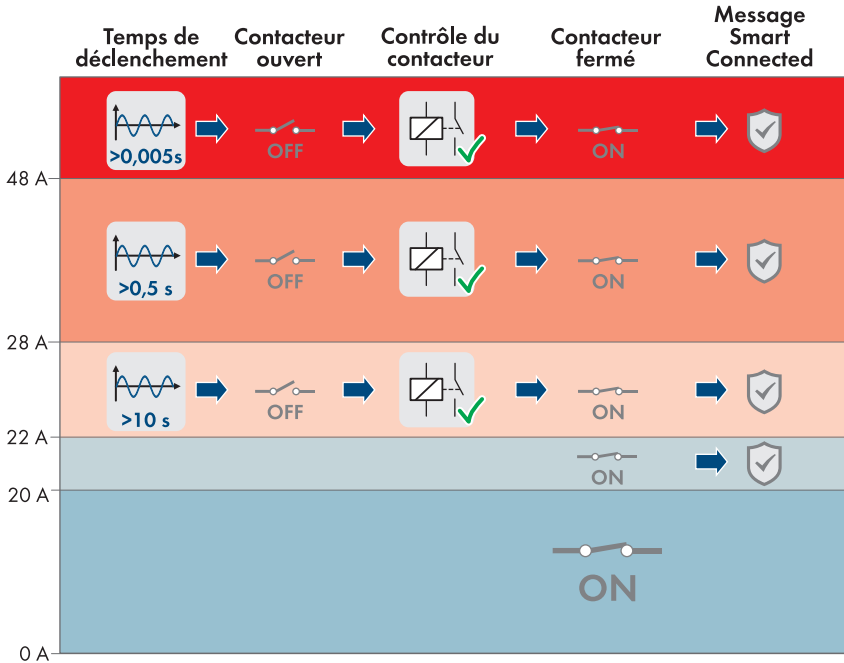 Temps de
déclenchement
Contacteur
ouvert
Contrôle du
contacteur
Contacteur
fermé
Message
Smart
Connected
>0,005s
OFF
ON
48 A
>0,5 s
OFF
ON
28 A
>10 s
OFF
ON
22 A
ON
20 A
ON
0 A